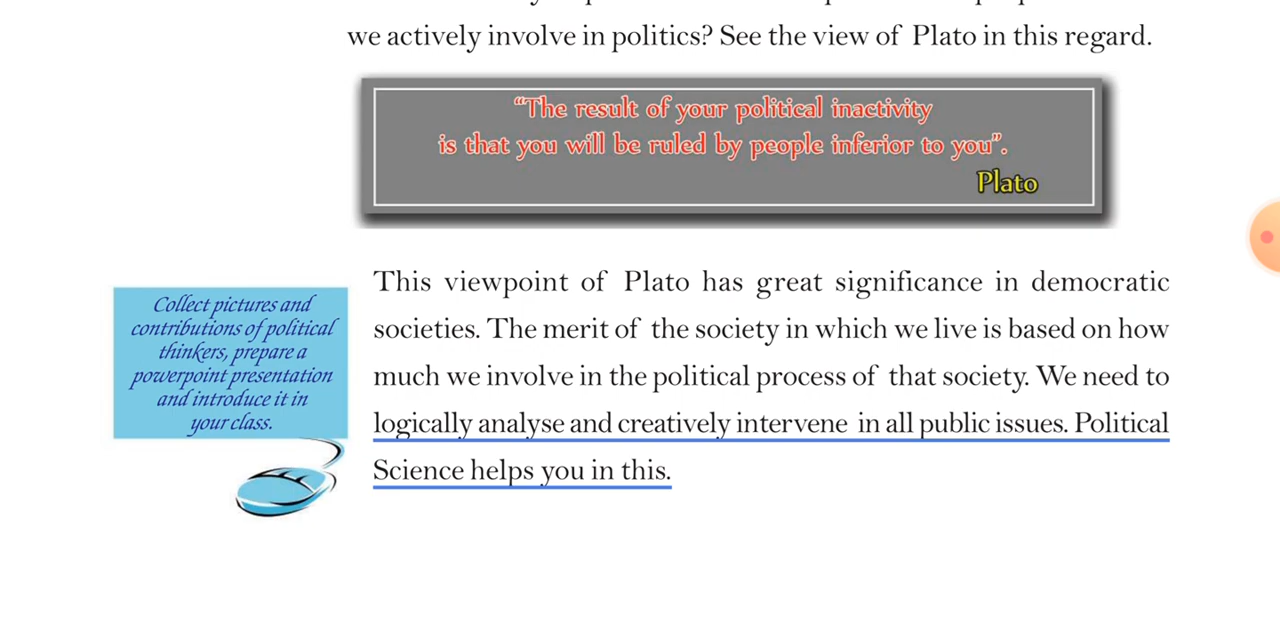 we actively involve in politics? See the view of Plato in this regard.
“The result of your political inactivity
is that you will be ruled by people inferior to you”.
Plato
This viewpoint of Plato has great significance in democratic
societies. The merit of the society in which we live is based on how
much we involve in the political process of that society. We need to
logically analyse and creatively intervene in all public issues. Political
Science helps you in this.
Collect pictures and
contributions of political
thinkers, prepare a
powerpoint presentation
and introduce it in
your class.